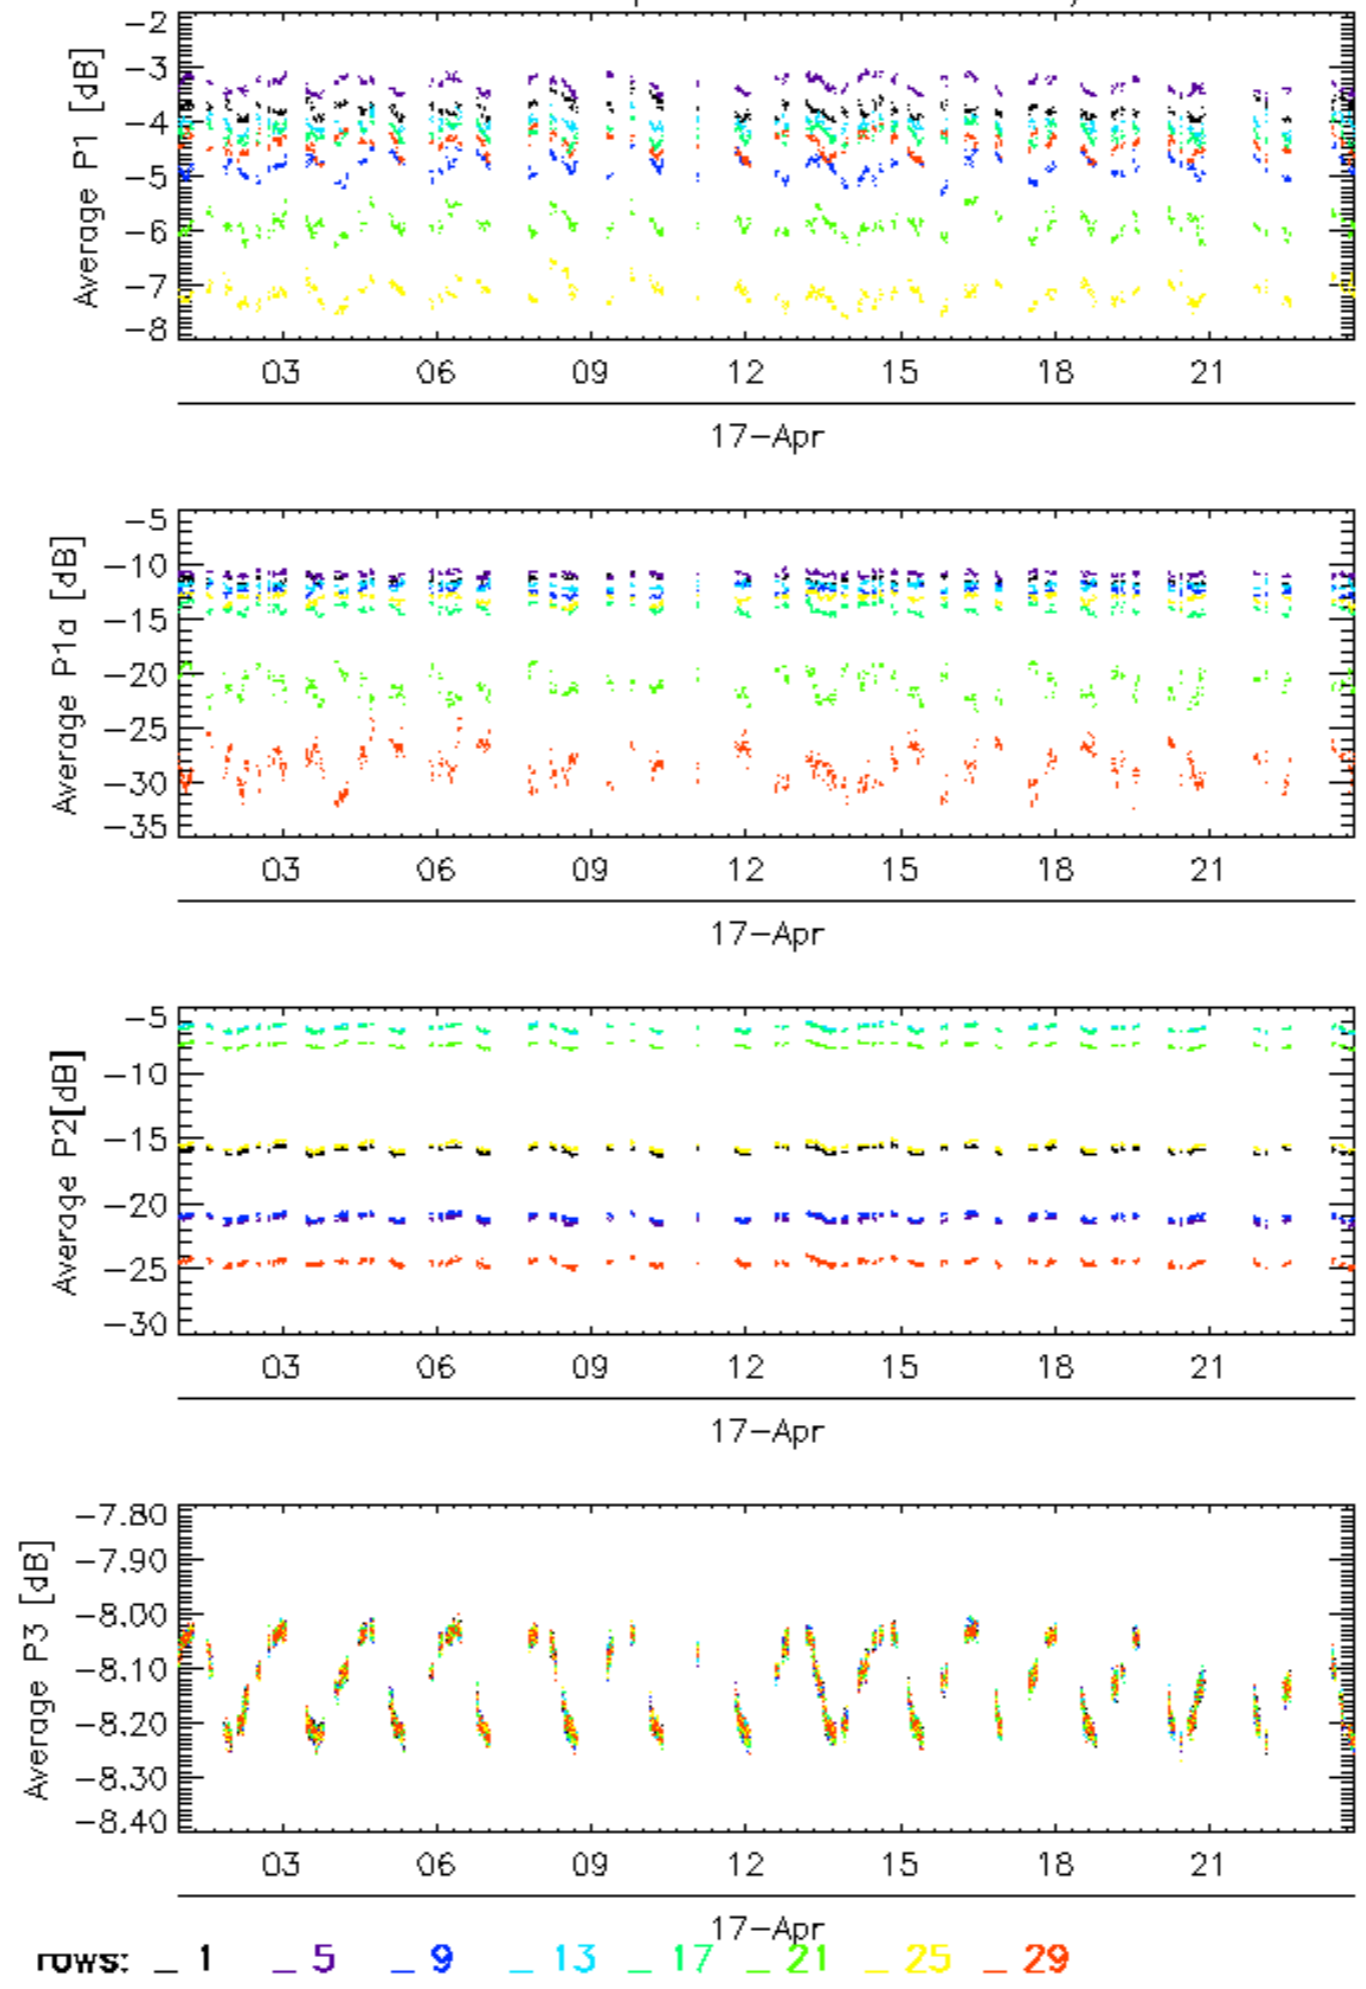 Average P1 [dB]
-2
-3
-4
-5
-6
-7
-8
03 06 09 12 15 18 21
17-Apr
Average P1a [dB]
-5
-10
-15
-20
-25
-30
-35
03 06 09 12 15 18 21
17-Apr
Average P2[dB]
-5
-10
-15
-20
-25
-30
03 06 09 12 15 18 21
17-Apr
Average P3 [dB]
-7.80
-7.90
-8.00
-8.10
-8.20
-8.30
-8.40
03 06 09 12 15 18 21
17-Apr
rows: _ 1 _ 5 _ 9 _ 13 _ 17 _ 21 _ 25 _ 29